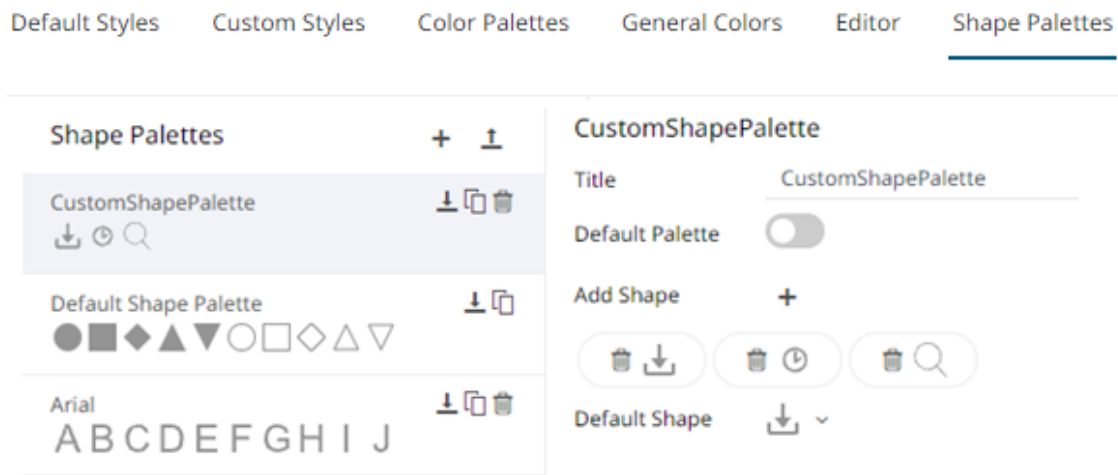 Default Styles Custom Styles Color Palettes General Colors Editor Shape Palettes
Shape Palettes
CustomShapePalette
Default Shape Palette
Arial
A B C D E F G H I J
CustomShapePalette
Title CustomShapePalette
Default Palette
Add Shape
Default Shape